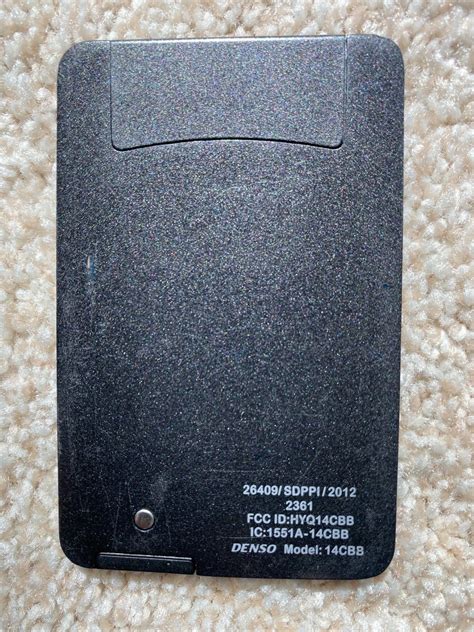 26409/SDPPI/2012
2361
FCC ID:HYQ14CBB
IC:1551A-14CBB
DENSO Model: 14CBB